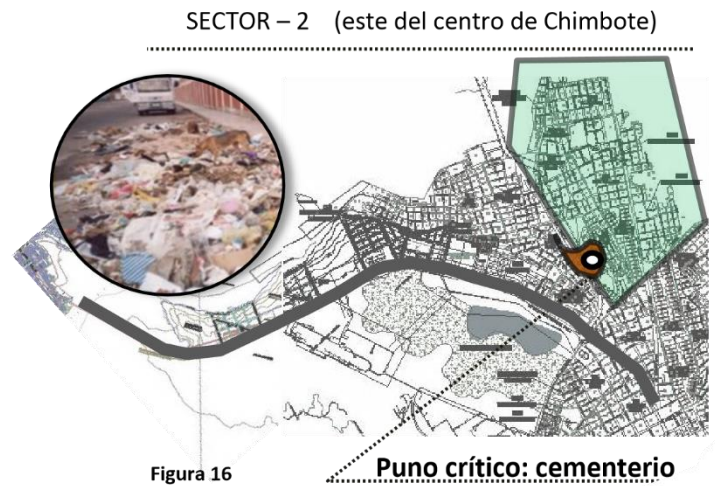 SECTOR – 2 (este del centro de Chimbote)
Figura 16
Puno crítico: cementerio